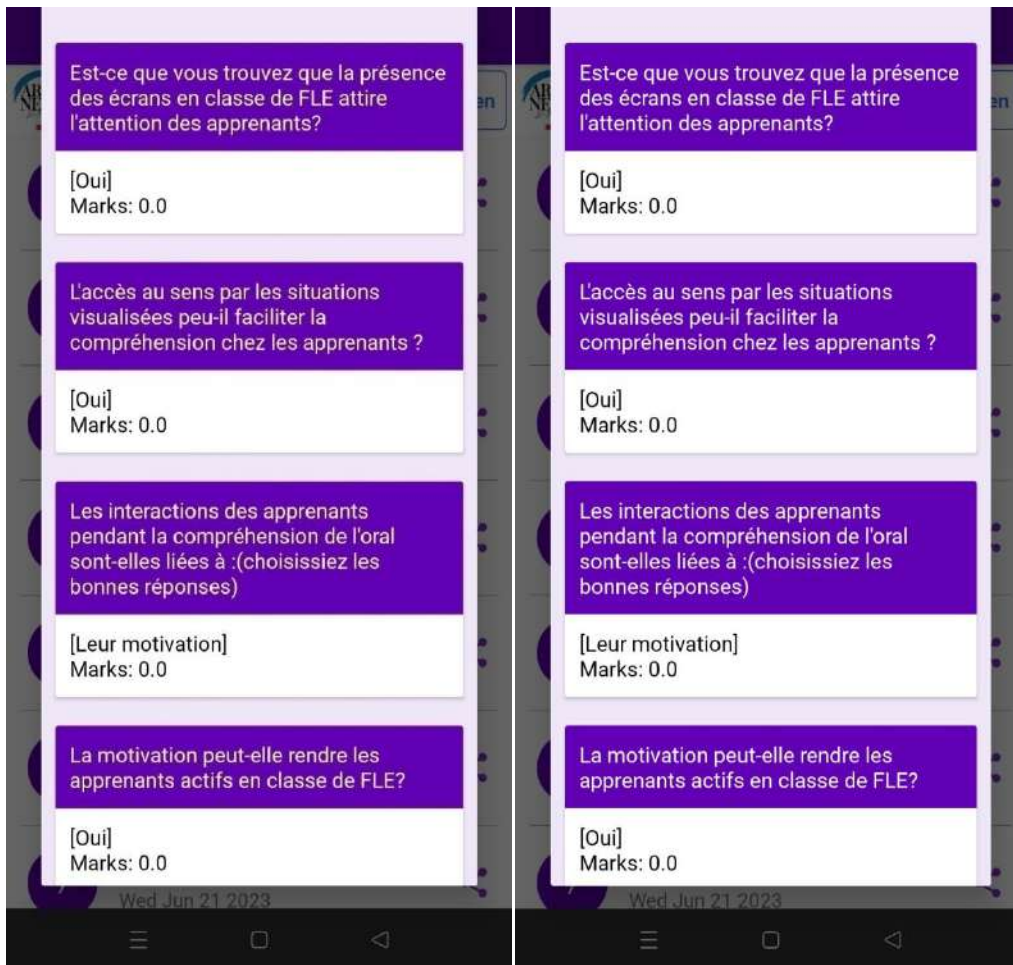 Est-ce que vous trouvez que la présence
des écrans en classe de FLE attire
l'attention des apprenants?
[Oui]
Marks: 0.0
L'accès au sens par les situations
visualisées peu-il faciliter la
compréhension chez les apprenants ?
[Oui]
Marks: 0.0
Les interactions des apprenants
pendant la compréhension de l'oral
sont-elles liées à :(choisissiez les
bonnes réponses)
[Leur motivation]
Marks: 0.0
La motivation peut-elle rendre les
apprenants actifs en classe de FLE?
[Oui]
Marks: 0.0
Wed Jun 21 2023
Est-ce que vous trouvez que la présence
des écrans en classe de FLE attire
l'attention des apprenants?
[Oui]
Marks: 0.0
L'accès au sens par les situations
visualisées peu-il faciliter la
compréhension chez les apprenants ?
[Oui]
Marks: 0.0
Les interactions des apprenants
pendant la compréhension de l'oral
sont-elles liées à :(choisissiez les
bonnes réponses)
[Leur motivation]
Marks: 0.0
La motivation peut-elle rendre les
apprenants actifs en classe de FLE?
[Oui]
Marks: 0.0
Wed Jun 21 2023